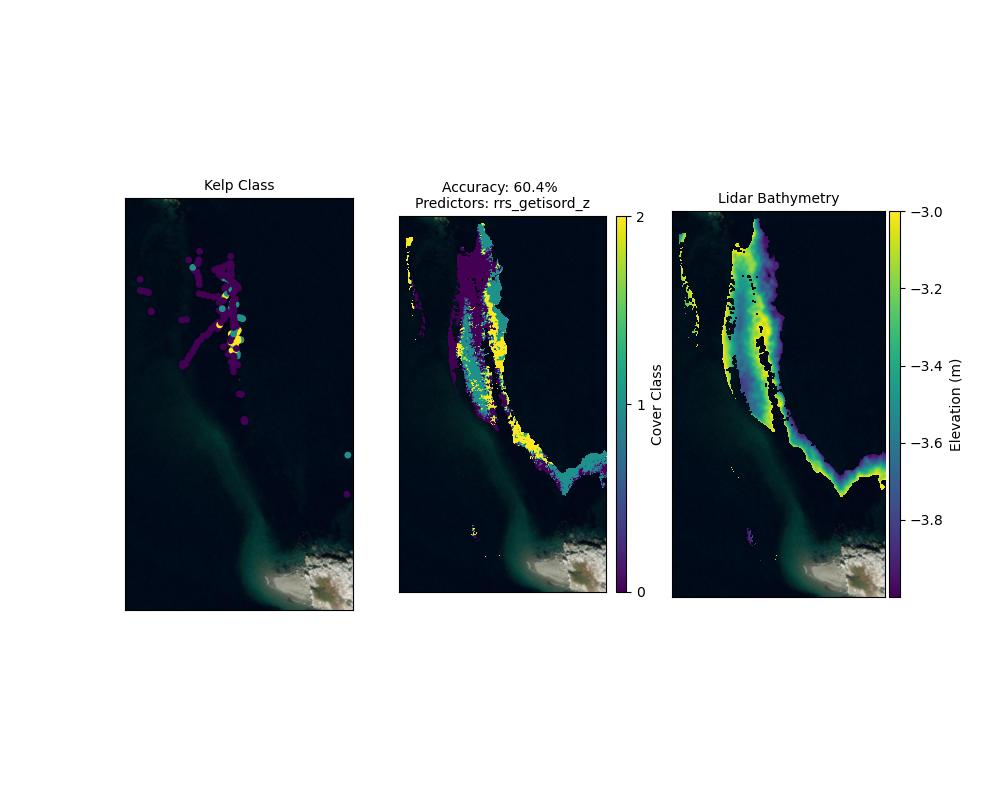 Kelp Class
Accuracy: 60.4%
Predictors: rrs_getisord_z
2
1
0
Cover Class
Lidar Bathymetry
−3.0
−3.2
−3.4
−3.6
−3.8
Elevation (m)